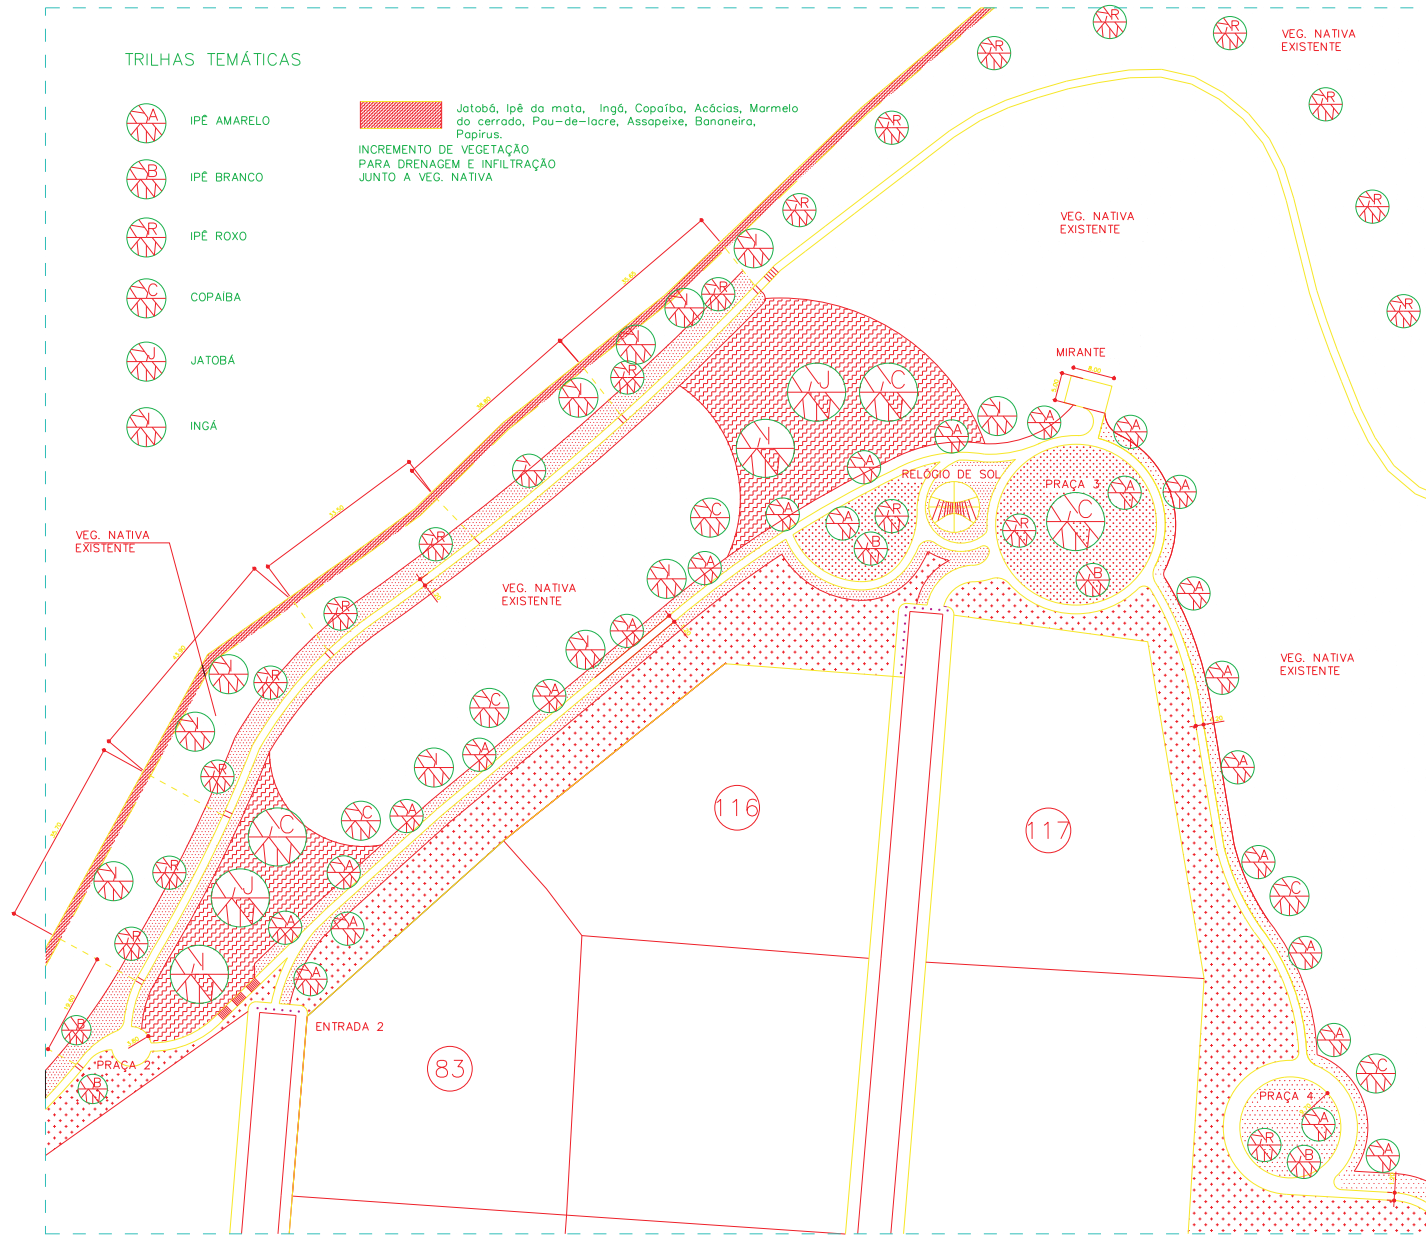 TRILHAS TEMÁTICAS
A
IPÊ AMARELO
B
IPÊ BRANCO
R
IPÊ ROXO
C
COPAÍBA
J
JATOBÁ
I
INGÁ
Jatobá, Ipê da mata, Ingá, Copaíba, Acácias, Marmelo
do cerrado, Pau-de-lacre, Assapeixe, Bananeira,
Papirus.
INCREMENTO DE VEGETAÇÃO
PARA DRENAGEM E INFILTRAÇÃO
JUNTO A VEG. NATIVA
VEG. NATIVA
EXISTENTE
VEG. NATIVA
EXISTENTE
MIRANTE
RELÓGIO DE SOL
PRAÇA 3
VEG. NATIVA
EXISTENTE
VEG. NATIVA
EXISTENTE
VEG. NATIVA
EXISTENTE
116
117
83
ENTRADA 2
PRAÇA 2
PRAÇA 4